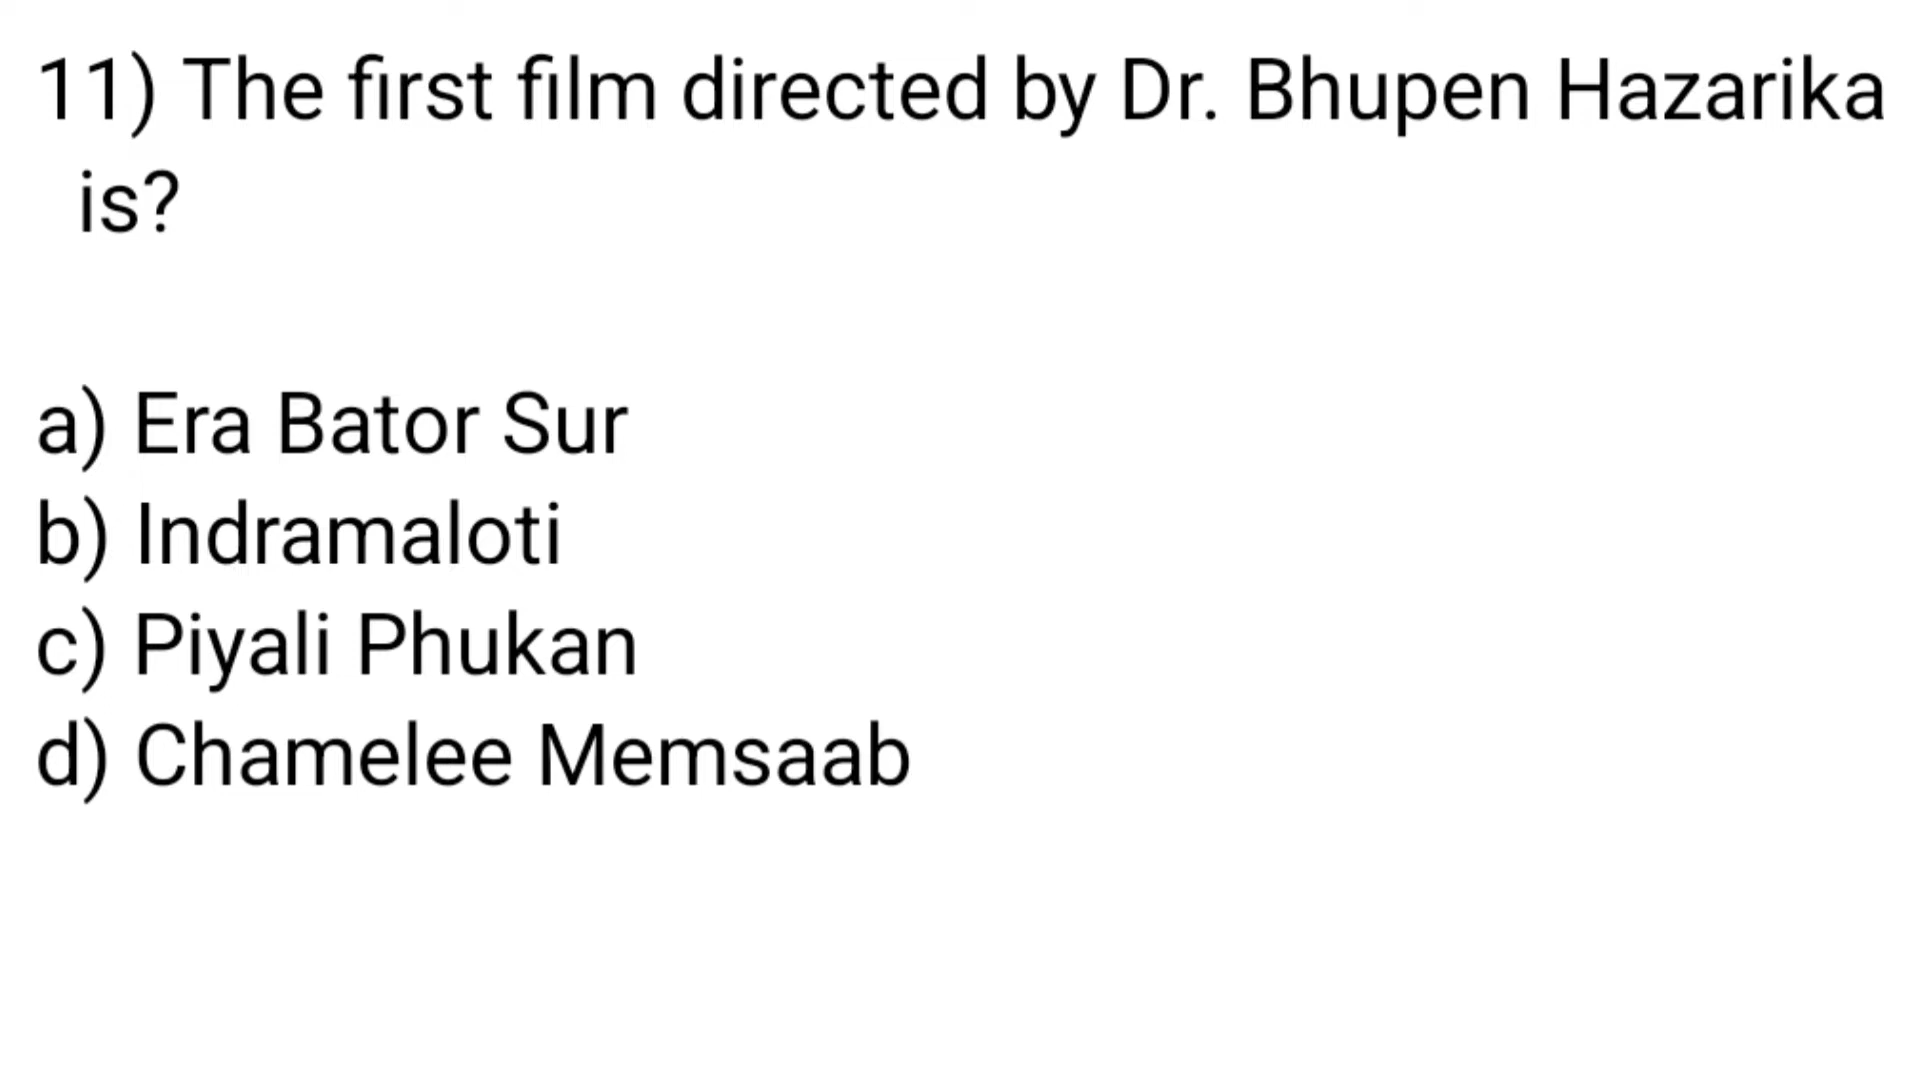 11) The first film directed by Dr. Bhupen Hazarika
is?
a) Era Bator Sur
b) Indramaloti
c) Piyali Phukan
d) Chamelee Memsaab